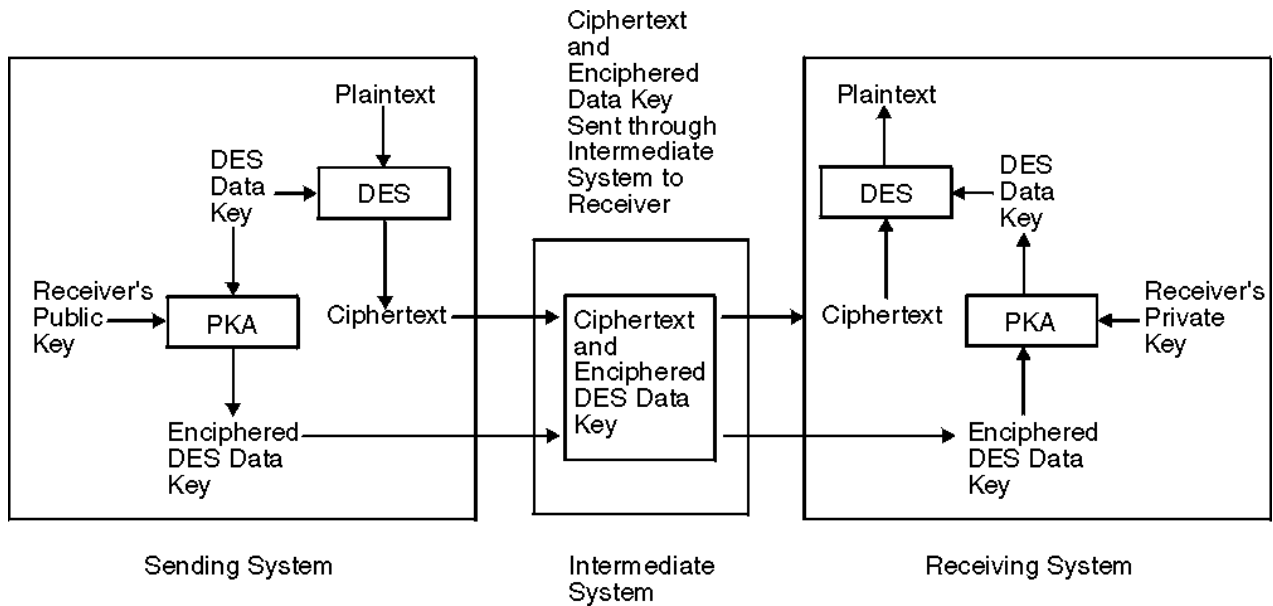 Ciphertext
and
Enciphered
Data Key
Sent through
Intermediate
System to
Receiver
Plaintext
DES
Data
Key
DES
Receiver's
Public
Key
PKA
Ciphertext
Enciphered
DES Data
Key
Sending System
Ciphertext
and
Enciphered
DES Data
Key
Intermediate
System
Plaintext
DES
DES
Data
Key
Ciphertext
PKA
Receiver's
Private
Key
Enciphered
DES Data
Key
Receiving System